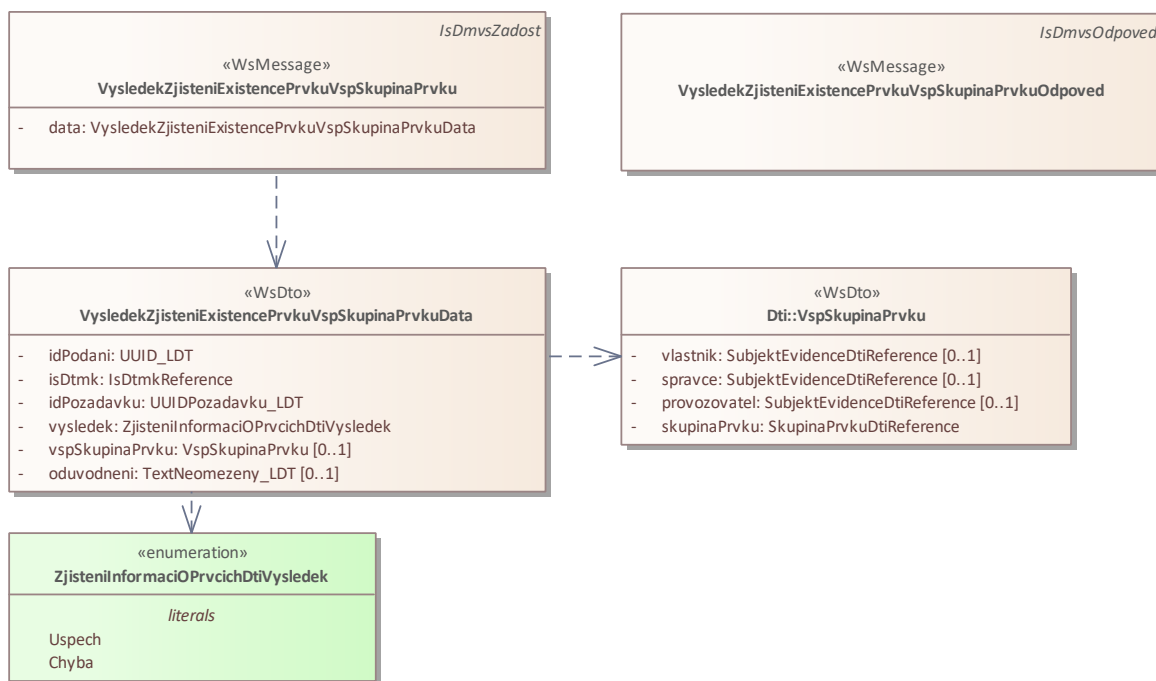 IsDmvsZadost
«WsMessage»
VysledekZjisteniExistencePrvkuVspSkupinaPrvku
- data: VysledekZjisteniExistencePrvkuVspSkupinaPrvkuData
IsDmvsOdpoved
«WsMessage»
VysledekZjisteniExistencePrvkuVspSkupinaPrvkuOdpoved
«WsDto»
VysledekZjisteniExistencePrvkuVspSkupinaPrvkuData
- idPodani: UUID_LDT
- isDtmk: IsDtmkReference
- idPozadavku: UUIDPozadavku_LDT
- vysledek: ZjisteniInformaciOPrvcichDtiVysledek
- vspSkupinaPrvku: VspSkupinaPrvku [0..1]
- oduvodneni: TextNeomezeny_LDT [0..1]
«WsDto»
Dti::VspSkupinaPrvku
- vlastnik: SubjektEvidenceDtiReference [0..1]
- spravce: SubjektEvidenceDtiReference [0..1]
- provozovatel: SubjektEvidenceDtiReference [0..1]
- skupinaPrvku: SkupinaPrvkuDtiReference
«enumeration»
ZjisteniInformaciOPrvcichDtiVysledek
literals
Uspech
Chyba